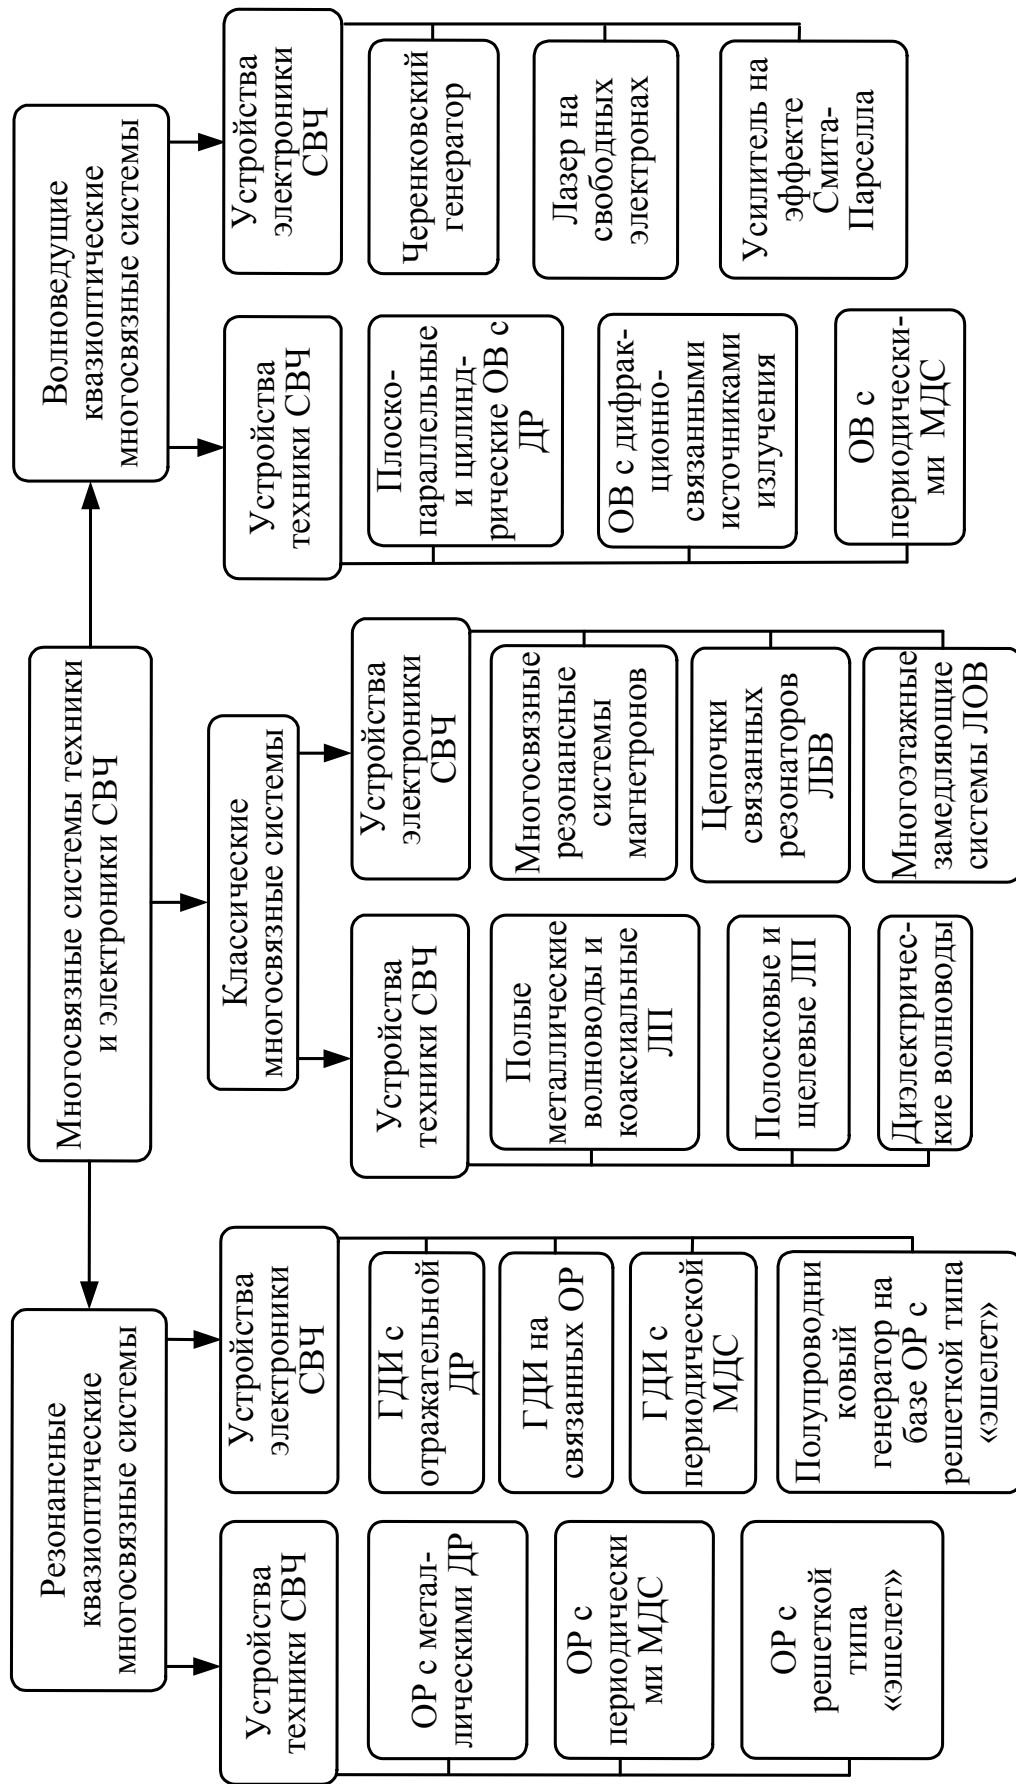 Многосвязные системы техники
и электроники СВЧ
Резонансные
квазиоптические
многосвязные системы
Устройства
техники СВЧ
ОР с метал-
лическими ДР
ОР с
периодически
ми МДС
ОР с
решеткой
типа
«эшелет»
Устройства
электроники
СВЧ
ГДИ с
отражательной
ДР
ГДИ на
связанных ОР
ГДИ с
периодической
МДС
Полупроводни
ковый
генератор на
базе ОР с
решеткой типа
«эшелет»
Классические
многосвязные системы
Устройства
техники СВЧ
Полые
металлические
волноводы и
коаксиальные
ЛП
Полосковые и
щелевые ЛП
Диэлектричес-
кие волноводы
Устройства
электроники
СВЧ
Многосвязные
резонансные
системы
магнетронов
Цепочки
связанных
резонаторов
ЛБВ
Многоэтажные
замедляющие
системы ЛОВ
Волноведущие
квазиоптические
многосвязные системы
Устройства
техники СВЧ
Плоско-
параллельные
и цилинд-
рические ОВ с
ДР
ОВ с дифрак-
ционно-
связанными
источниками
излучения
ОВ с
периодически-
ми МДС
Устройства
электроники
СВЧ
Черенковский
генератор
Лазер на
свободных
электронах
Усилитель на
эффекте
Смита-
Парселла